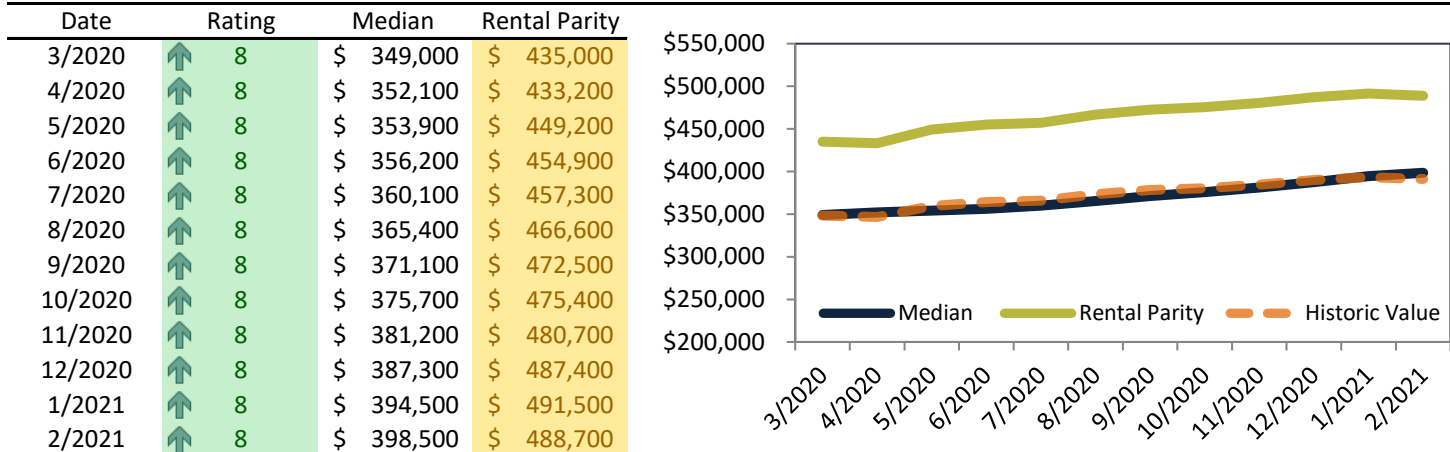 Date Rating Median Rental Parity
3/2020 8 $ 349,000 $ 435,000
4/2020 8 $ 352,100 $ 433,200
5/2020 8 $ 353,900 $ 449,200
6/2020 8 $ 356,200 $ 454,900
7/2020 8 $ 360,100 $ 457,300
8/2020 8 $ 365,400 $ 466,600
9/2020 8 $ 371,100 $ 472,500
10/2020 8 $ 375,700 $ 475,400
11/2020 8 $ 381,200 $ 480,700
12/2020 8 $ 387,300 $ 487,400
1/2021 8 $ 394,500 $ 491,500
2/2021 8 $ 398,500 $ 488,700
$550,000
$500,000
$450,000
$400,000
$350,000
$300,000
$250,000
$200,000
Median Rental Parity Historic Value
3/2020 4/2020 5/2020 6/2020 7/2020 8/2020 9/2020 10/2020 11/2020 12/2020 1/2021 2/2021